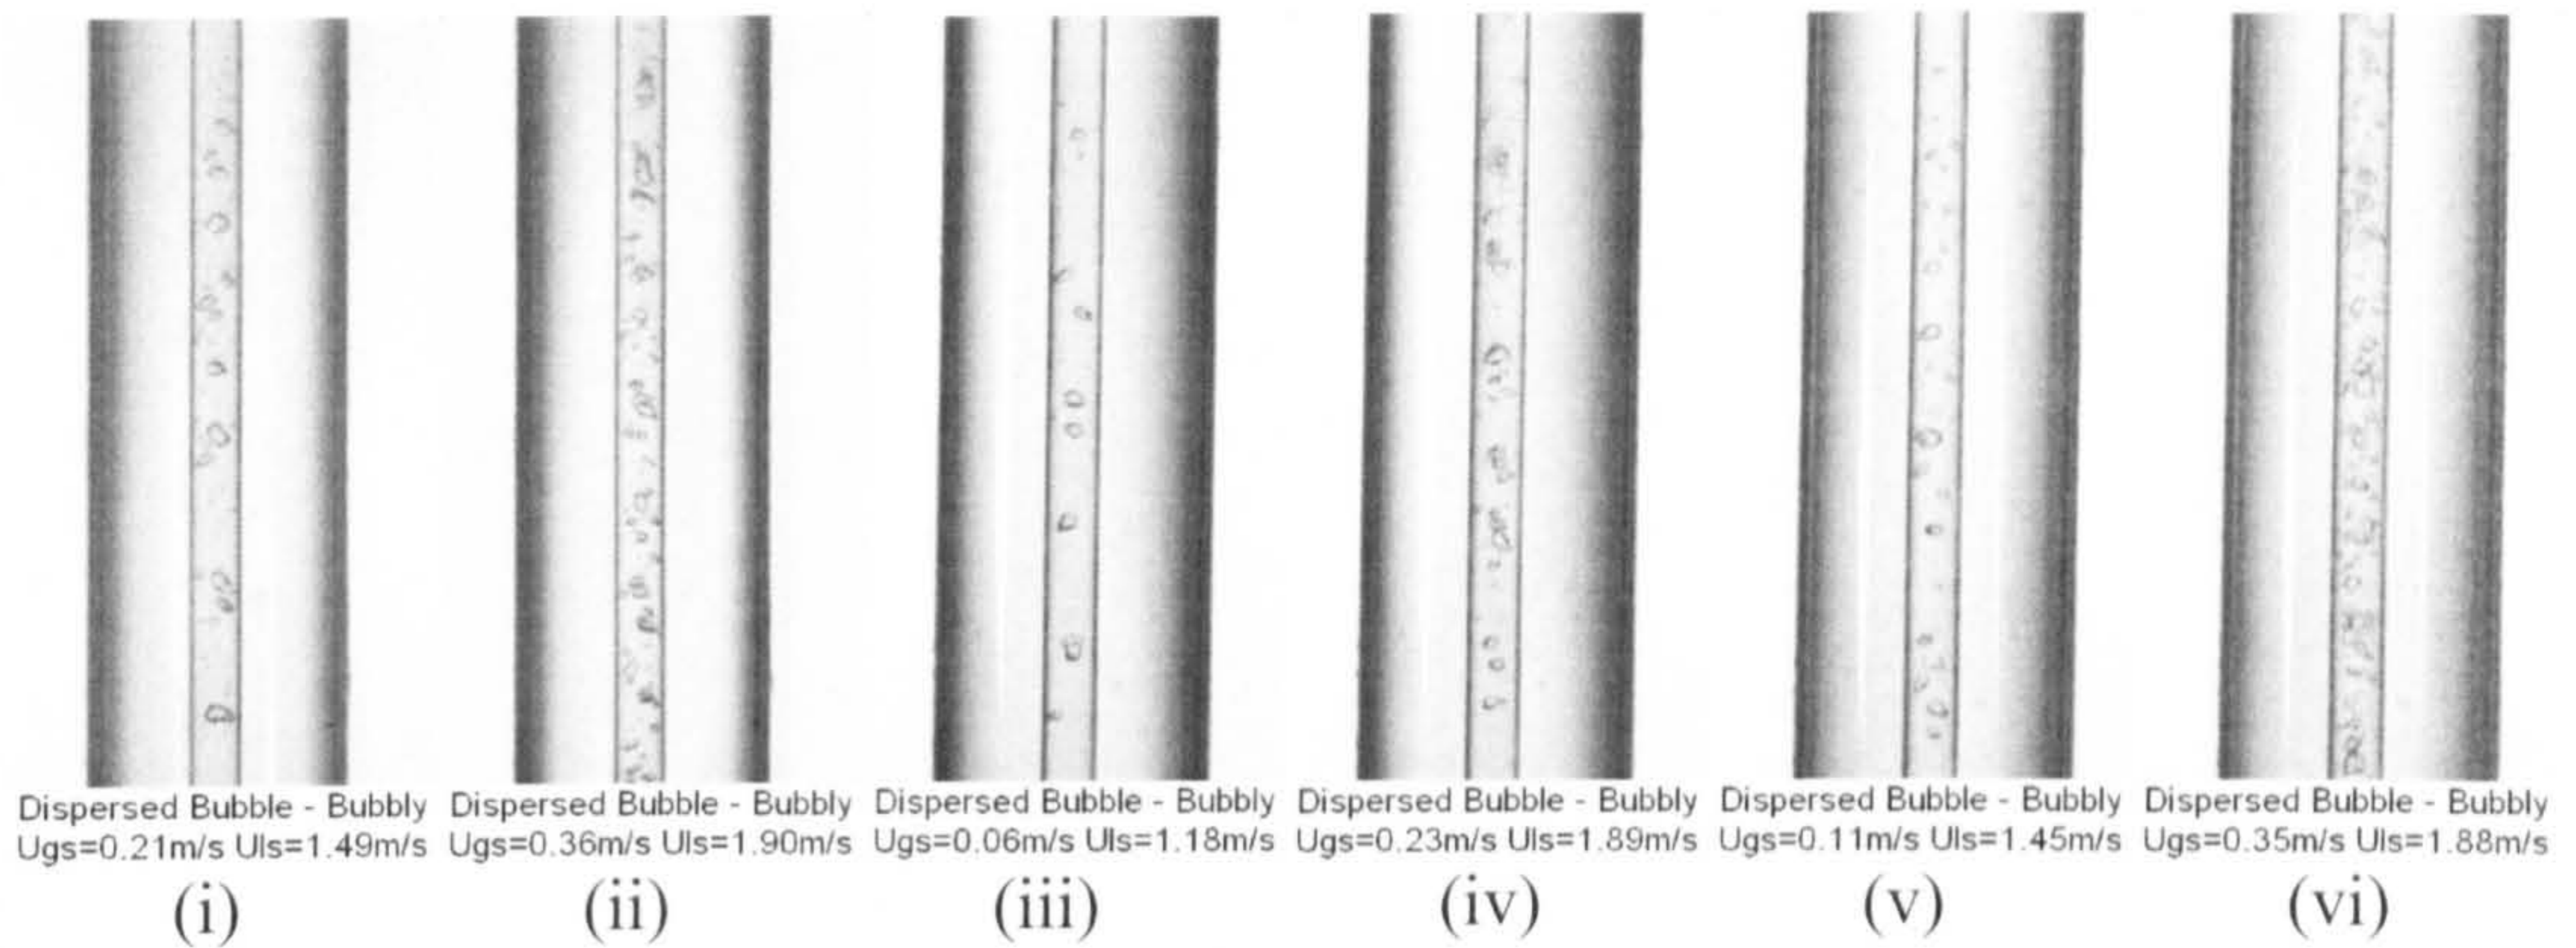 Dispersed Bubble - Bubbly Dispersed Bubble - Bubbly Dispersed Bubble - Bubbly Dispersed Bubble - Bubbly Dispersed Bubble - Bubbly Dispersed Bubble - Bubbly
Ugs=0.21m/s Uls=1.49m/s Ugs=0.36m/s Uls=1.90m/s Ugs=0.06m/s Uls=1.18m/s Ugs=0.23m/s Uls=1.89m/s Ugs=0.11m/s Uls=1.45m/s Ugs=0.35m/s Uls=1.88m/s
(i) (ii) (iii) (iv) (v) (vi)